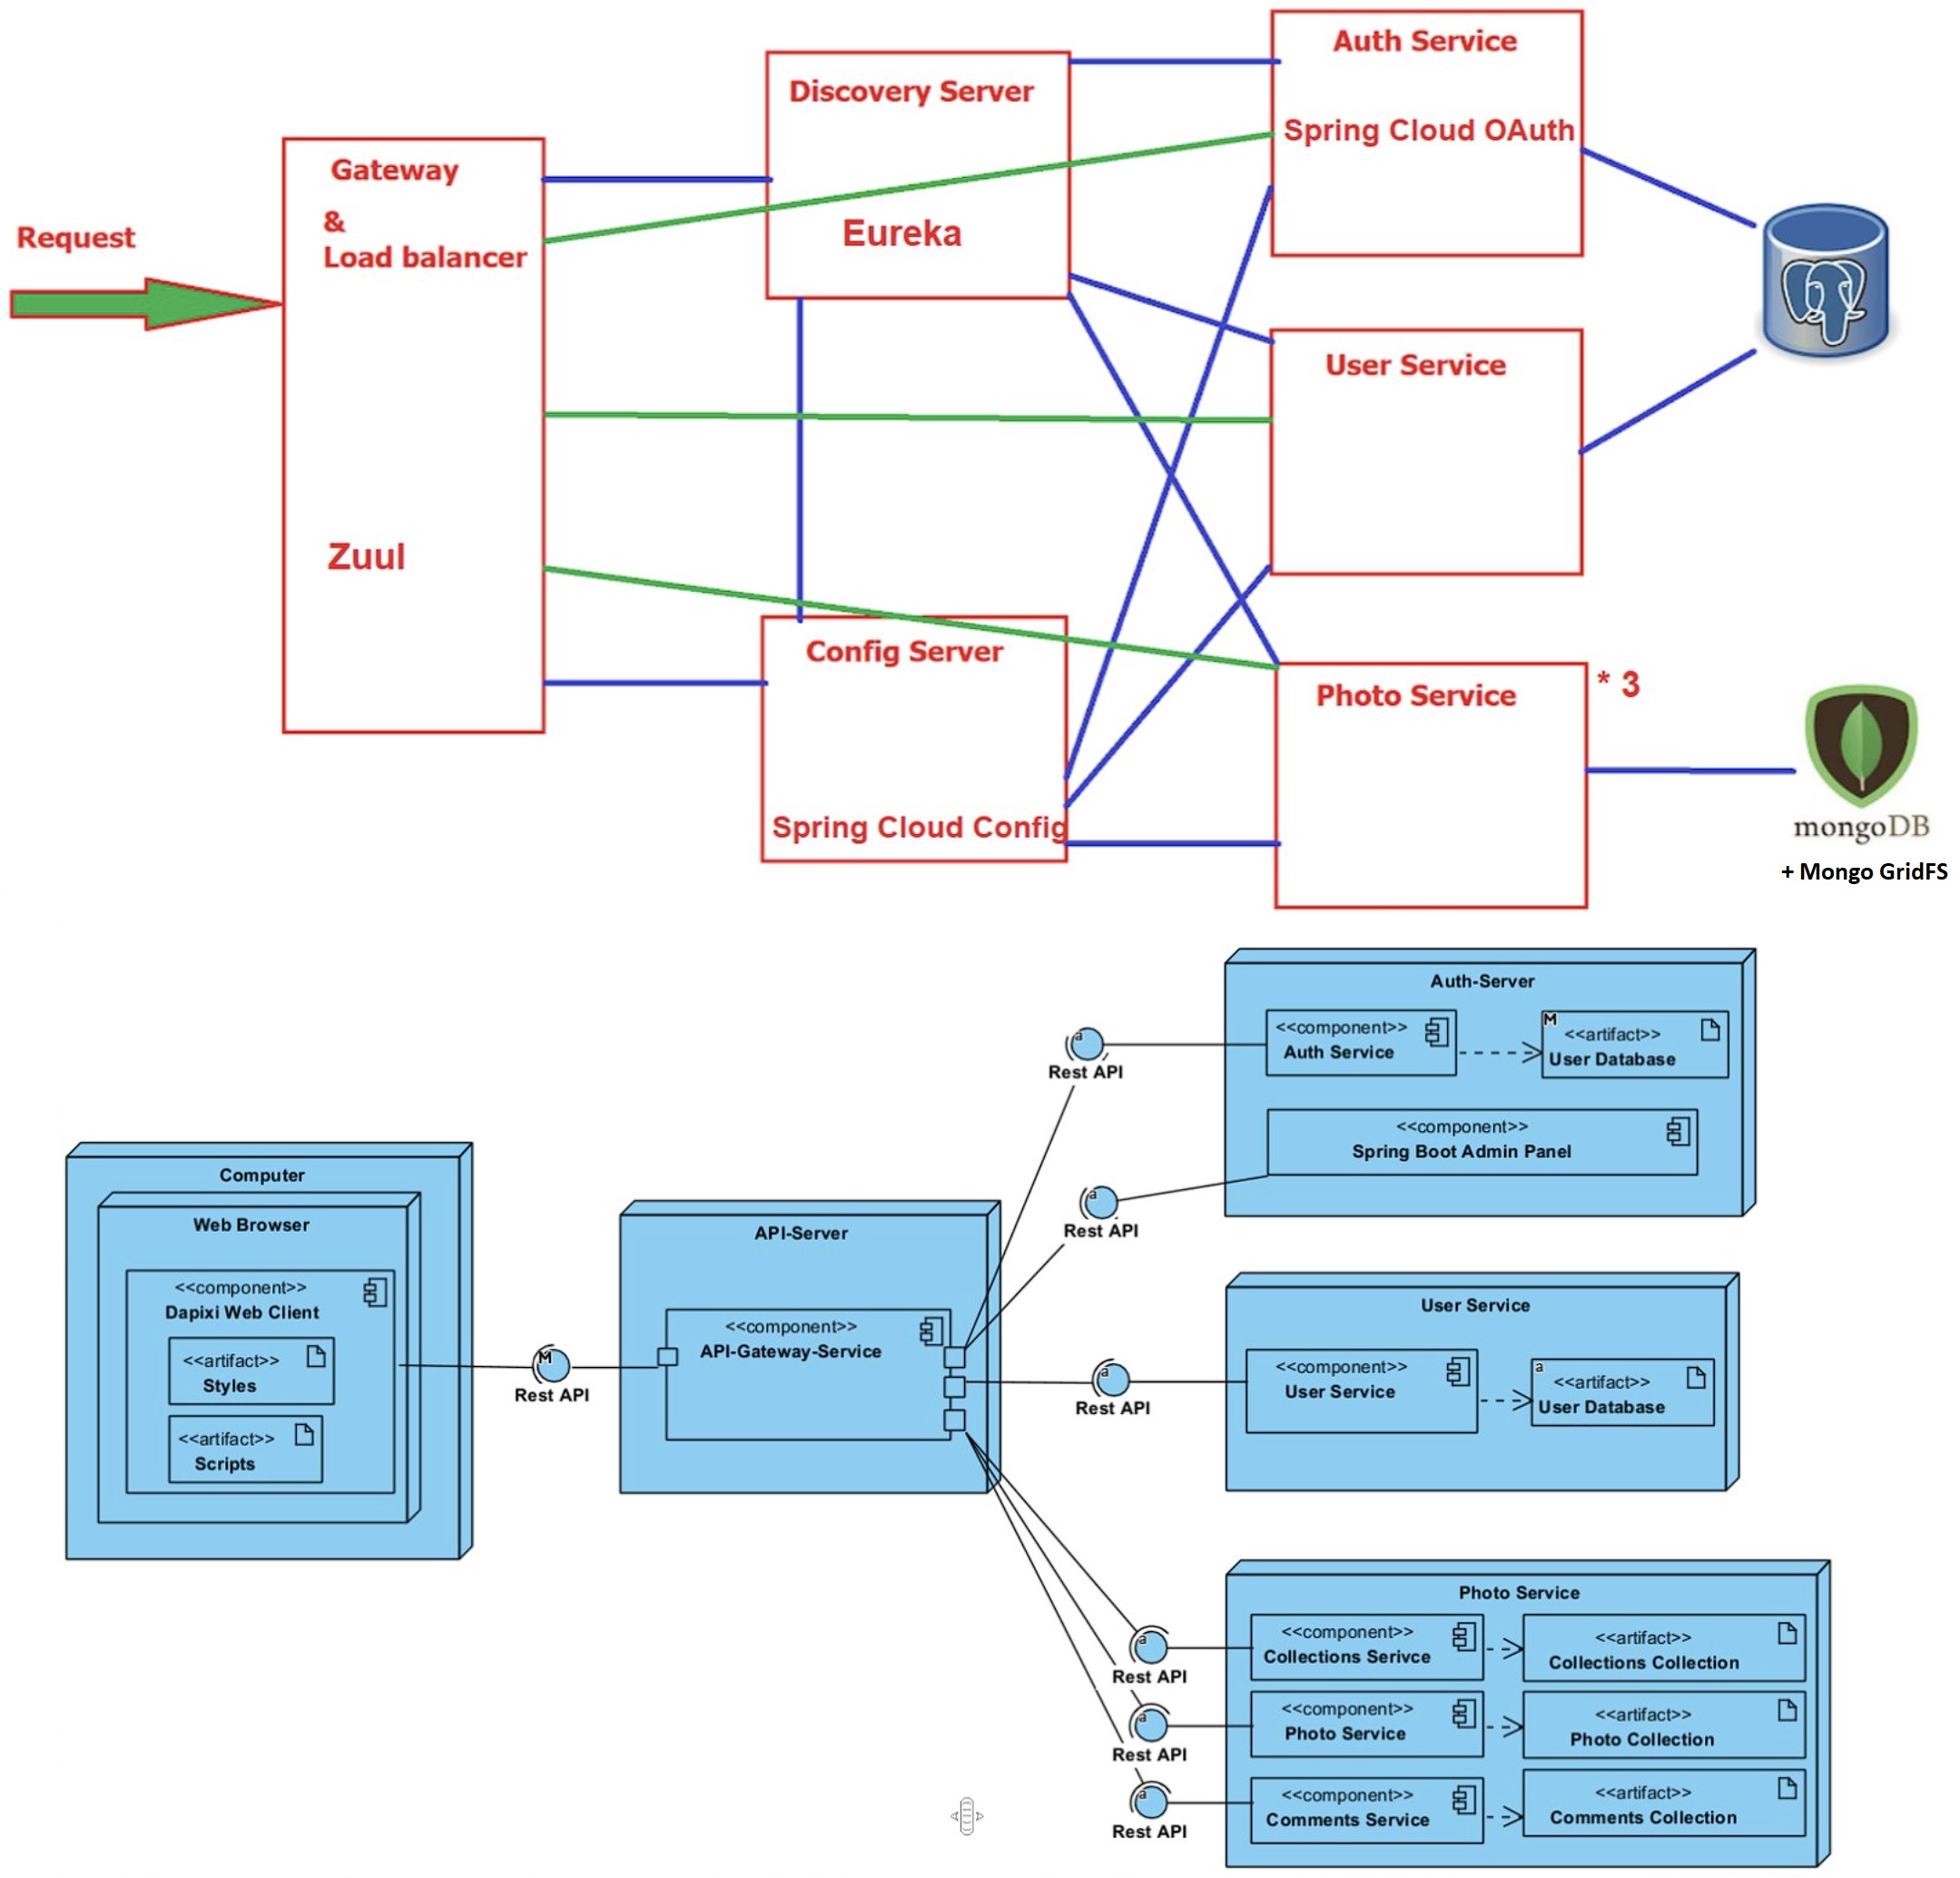 Request
Gateway
&
Load balancer
Zuul
Discovery Server
Eureka
Config Server
Spring Cloud Config
Auth Service
Spring Cloud OAuth
User Service
Photo Service
* 3
mongoDB
+ Mongo GridFS
Computer
Web Browser
<<component>>
Dapixi Web Client
<<artifact>>
Styles
<<artifact>>
Scripts
M
Rest API
API-Server
<<component>>
API-Gateway-Service
a
Rest API
a
Rest API
a
Rest API
a
Rest API
a
Rest API
a
Rest API
Auth-Server
<<component>>
Auth Service
M
<<artifact>>
User Database
<<component>>
Spring Boot Admin Panel
User Service
<<component>>
User Service
a
<<artifact>>
User Database
Photo Service
<<component>>
Collections Serivce
<<artifact>>
Collections Collection
<<component>>
Photo Service
<<artifact>>
Photo Collection
<<component>>
Comments Service
<<artifact>>
Comments Collection